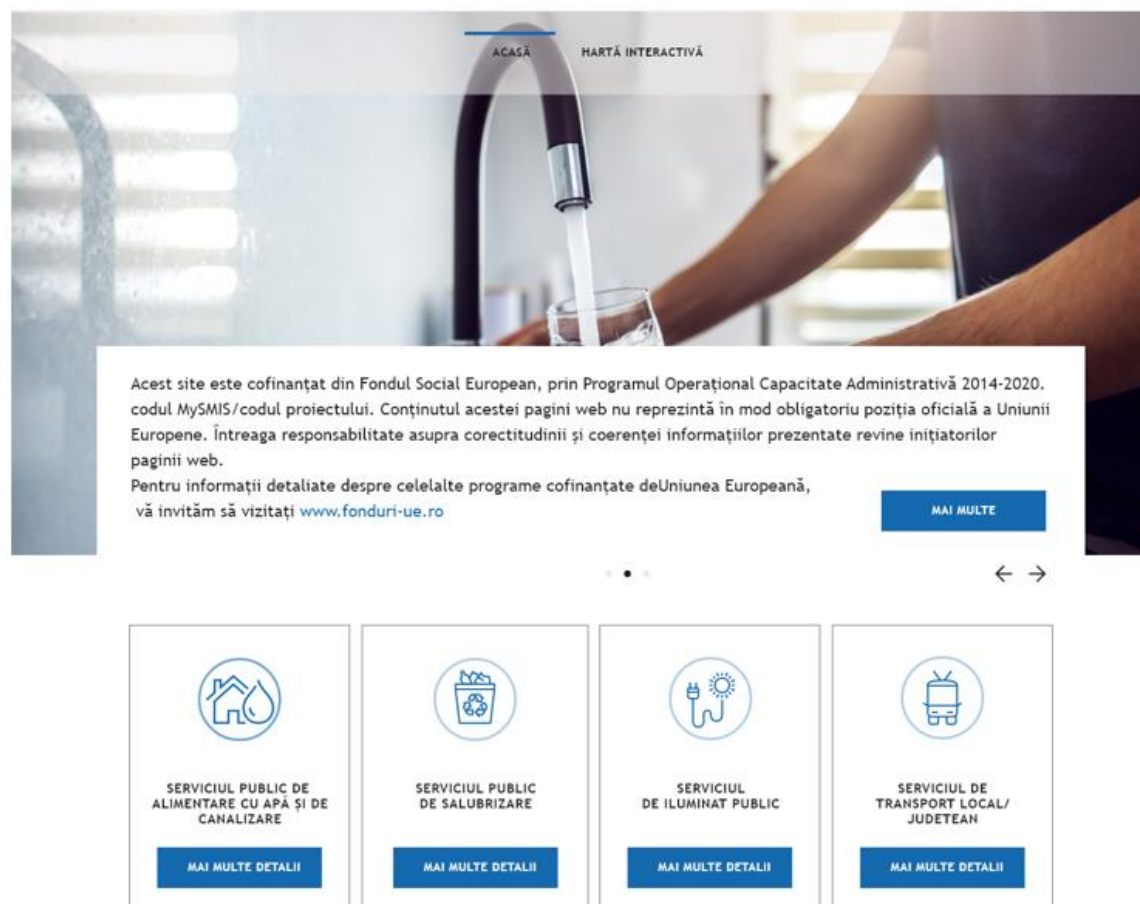 ACASĂ
HARTĂ INTERACTIVĂ
Acest site este cofinanțat din Fondul Social European, prin Programul Operațional Capacitate Administrativă 2014-2020.
codul MySMIS/codul proiectului. Conținutul acestei pagini web nu reprezintă în mod obligatoriu poziția oficială a Uniunii
Europene. Întreaga responsabilitate asupra corectitudinii și coerenței informațiilor prezentate revine inițiatorilor
paginii web.
Pentru informații detaliate despre celelalte programe cofinanțate deUniunea Europeană,
vă invităm să vizitați www.fonduri-ue.ro
MAI MULTE
SERVICIUL PUBLIC DE
ALIMENTARE CU APĂ ȘI DE
CANALIZARE
MAI MULTE DETALII
SERVICIUL PUBLIC
DE SALUBRIZARE
MAI MULTE DETALII
SERVICIUL
DE ILUMINAT PUBLIC
MAI MULTE DETALII
SERVICIUL DE
TRANSPORT LOCAL/
JUDETEAN
MAI MULTE DETALII